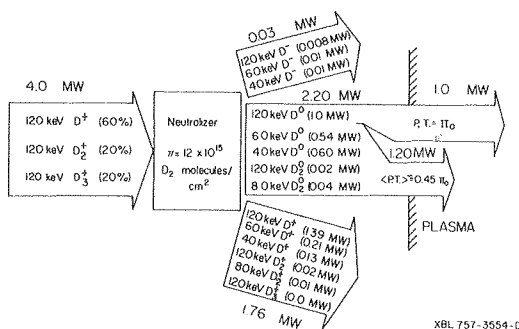 0.03 MW
120 keV D⁻ (0.008 MW)
60 keV D⁻ (0.01 MW)
40 keV D⁻ (0.01 MW)
4.0 MW
2.20 MW
1.0 MW
120 keV D⁺ (60%)
120 keV D₂⁺ (20%)
120 keV D₃⁺ (20%)
Neutralizer
π = 12 × 10¹⁵
D₂ molecules/
cm²
120 keV D⁰ (1.0 MW)
60 keV D⁰ (0.54 MW)
40 keV D⁰ (0.60 MW)
120 keV D₂⁰ (0.02 MW)
80 keV D₂⁰ (0.04 MW)
P.T. = Π₀
1.20 MW
<P.T.> ≅ 0.45 Π₀
PLASMA
120 keV D⁺ (1.39 MW)
60 keV D⁺ (0.21 MW)
40 keV D⁺ (0.13 MW)
120 keV D₂⁺ (0.02 MW)
80 keV D₂⁺ (0.01 MW)
120 keV D₃⁺ (0.0 MW)
1.76 MW
XBL 757-3554-D